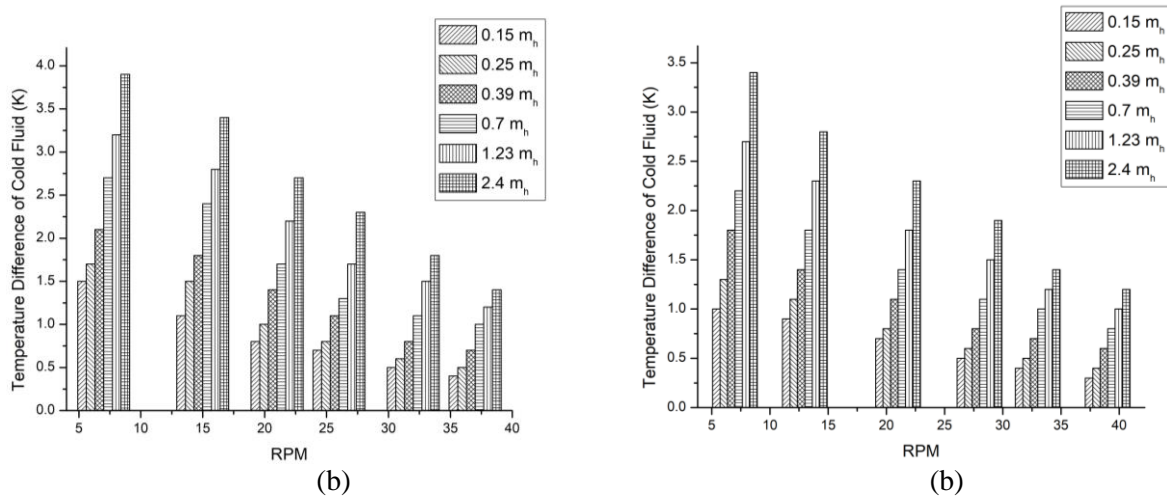 0.15 mh
0.25 mh
0.39 mh
0.7 mh
1.23 mh
2.4 mh
4.0
3.5
3.0
2.5
2.0
1.5
1.0
0.5
0.0
Temperature Difference of Cold Fluid (K)
5 10 15 20 25 30 35 40
RPM
(b)
0.15 mh
0.25 mh
0.39 mh
0.7 mh
1.23 mh
2.4 mh
3.5
3.0
2.5
2.0
1.5
1.0
0.5
0.0
Temperature Difference of Cold Fluid (K)
5 10 15 20 25 30 35 40
RPM
(b)